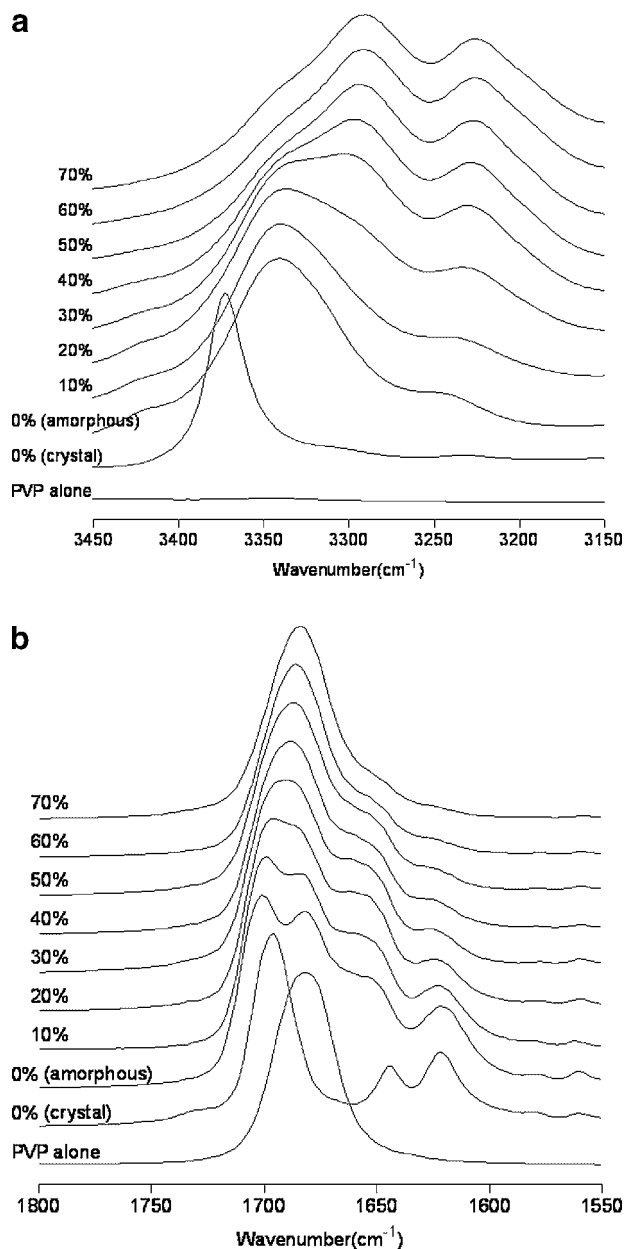 a
70%
60%
50%
40%
30%
20%
10%
0% (amorphous)
0% (crystal)
PVP alone
3450 3400 3350 3300 3250 3200 3150
Wavenumber(cm-1)
b
70%
60%
50%
40%
30%
20%
10%
0% (amorphous)
0% (crystal)
PVP alone
1800 1750 1700 1650 1600 1550
Wavenumber(cm-1)